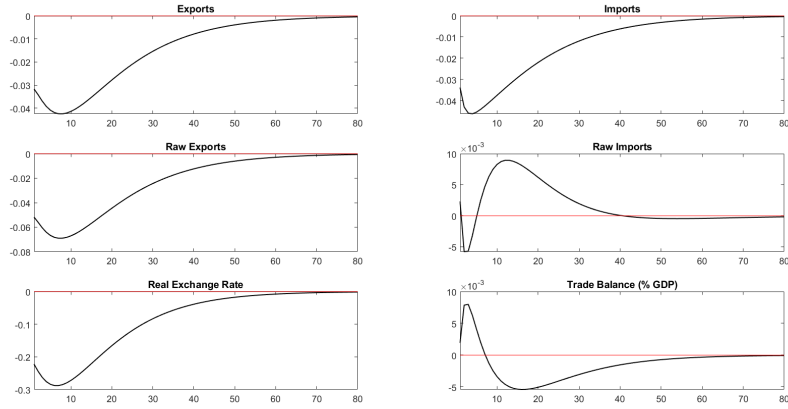 Exports
0
-0.01
-0.02
-0.03
-0.04
10 20 30 40 50 60 70 80
Imports
0
-0.01
-0.02
-0.03
-0.04
10 20 30 40 50 60 70 80
Raw Exports
0
-0.02
-0.04
-0.06
-0.08
10 20 30 40 50 60 70 80
Raw Imports
×10⁻³
10
5
0
-5
10 20 30 40 50 60 70 80
Real Exchange Rate
0
-0.1
-0.2
-0.3
10 20 30 40 50 60 70 80
Trade Balance (% GDP)
×10⁻³
10
5
0
-5
10 20 30 40 50 60 70 80